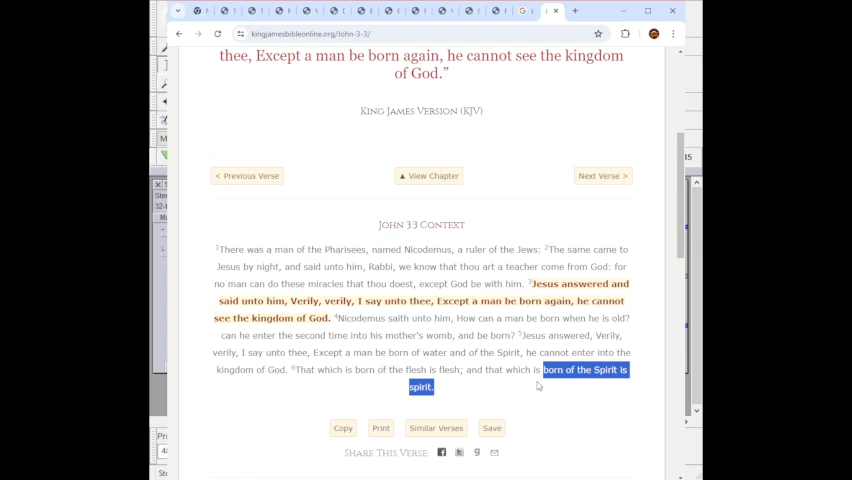 kingjamesbibleonline.org/John-3-3/
thee, Except a man be born again, he cannot see the kingdom
of God.”
King James Version (KJV)
< Previous Verse
▲ View Chapter
Next Verse >
John 3:3 Context
1There was a man of the Pharisees, named Nicodemus, a ruler of the Jews: 2The same came to
Jesus by night, and said unto him, Rabbi, we know that thou art a teacher come from God: for
no man can do these miracles that thou doest, except God be with him. 3Jesus answered and
said unto him, Verily, verily, I say unto thee, Except a man be born again, he cannot
see the kingdom of God. 4Nicodemus saith unto him, How can a man be born when he is old?
can he enter the second time into his mother's womb, and be born? 5Jesus answered, Verily,
verily, I say unto thee, Except a man be born of water and of the Spirit, he cannot enter into the
kingdom of God. 6That which is born of the flesh is flesh; and that which is born of the Spirit is
spirit.
Copy
Print
Similar Verses
Save
Share This Verse: